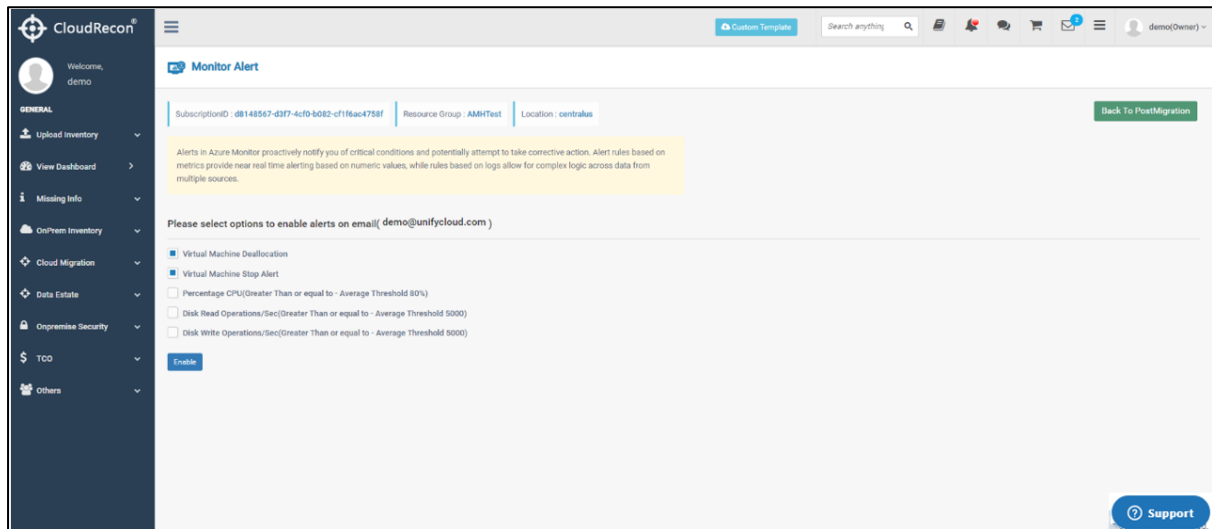 CloudRecon®
Custom Template
Search anything
2
demo(Owner)
Welcome,
demo
GENERAL
Upload Inventory
View Dashboard
Missing Info
OnPrem Inventory
Cloud Migration
Data Estate
Onpremise Security
TCO
Others
Monitor Alert
SubscriptionID : d8148567-d3f7-4cf0-b082-cf1f6ac4758f
Resource Group : AMHTest
Location : centralus
Back To PostMigration
Alerts in Azure Monitor proactively notify you of critical conditions and potentially attempt to take corrective action. Alert rules based on
metrics provide near real time alerting based on numeric values, while rules based on logs allow for complex logic across data from
multiple sources.
Please select options to enable alerts on email( demo@unifycloud.com )
Virtual Machine Deallocation
Virtual Machine Stop Alert
Percentage CPU(Greater Than or equal to - Average Threshold 80%)
Disk Read Operations/Sec(Greater Than or equal to - Average Threshold 5000)
Disk Write Operations/Sec(Greater Than or equal to - Average Threshold 5000)
Enable
Support